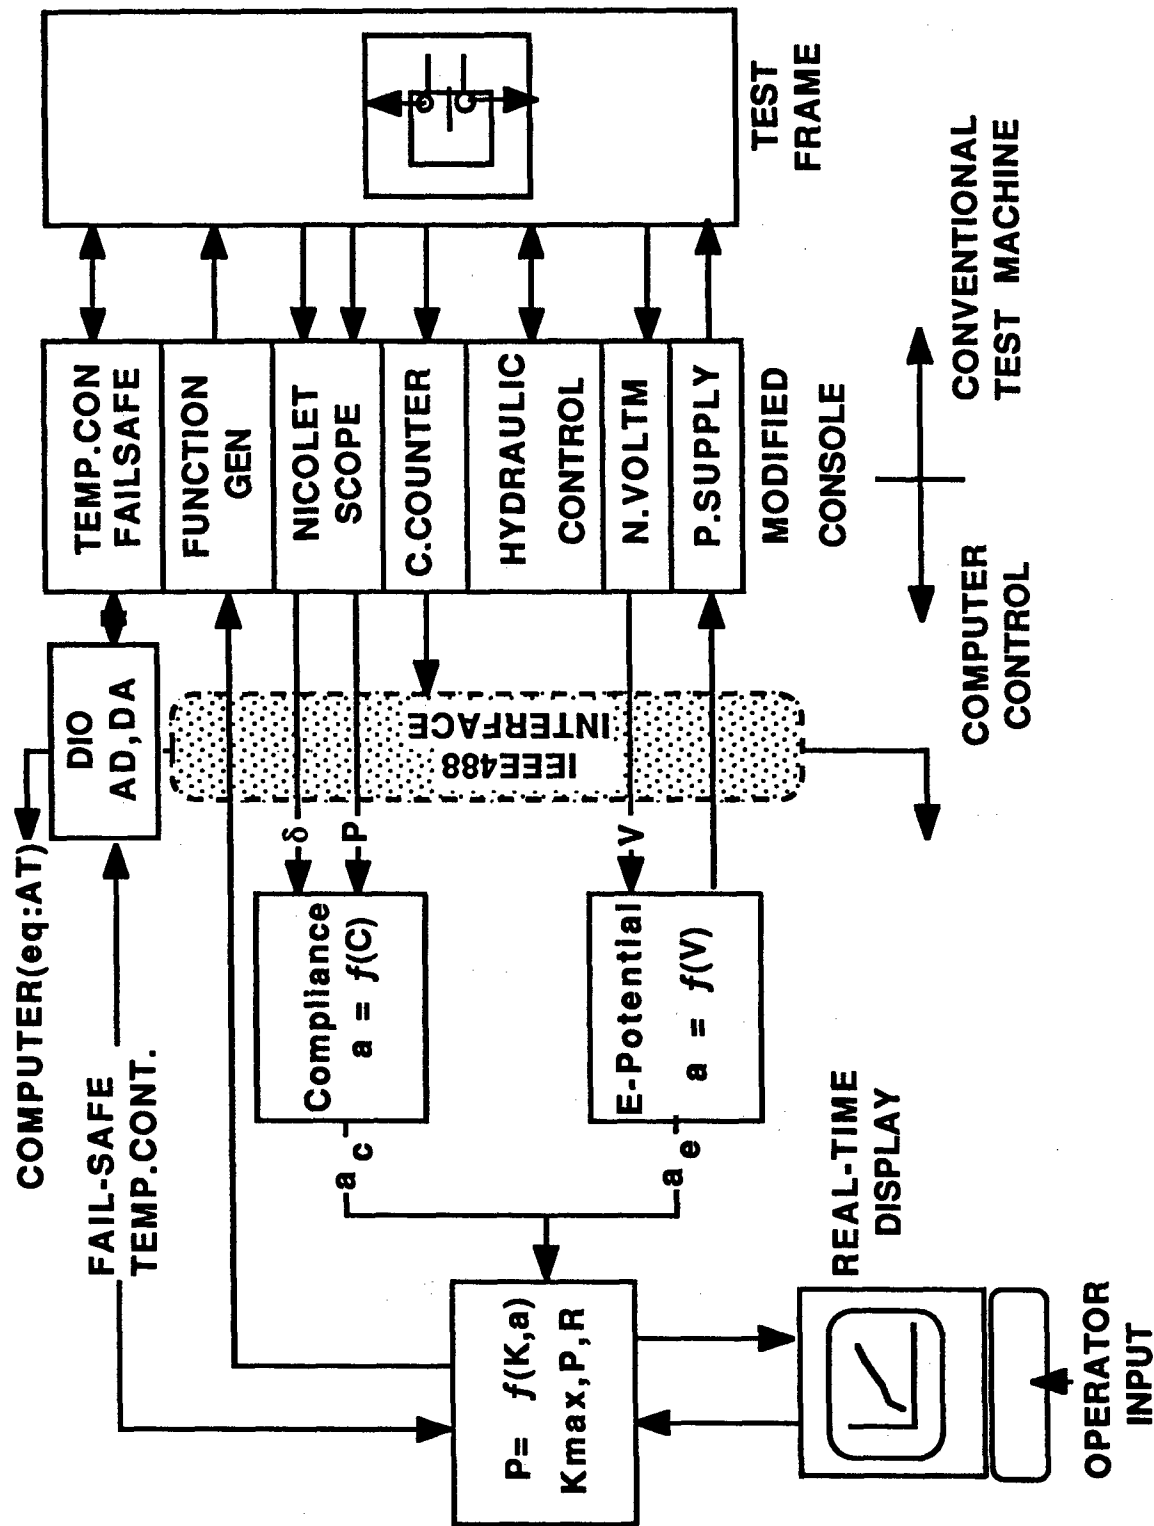 COMPUTER(eq:AT)
FAIL-SAFE
TEMP.CONT.
DIO
AD,DA
TEMP.CON
FAILSAFE
FUNCTION
GEN
NICOLET
SCOPE
C.COUNTER
HYDRAULIC
CONTROL
N.VOLTM
P.SUPPLY
MODIFIED
CONSOLE
TEST
FRAME
IEEE488
INTERFACE
δ
P
V
Compliance
a = f(C)
E-Potential
a = f(V)
a c
a e
P= f(K,a)
Kmax,P,R
REAL-TIME
DISPLAY
OPERATOR
INPUT
COMPUTER
CONTROL
CONVENTIONAL
TEST MACHINE